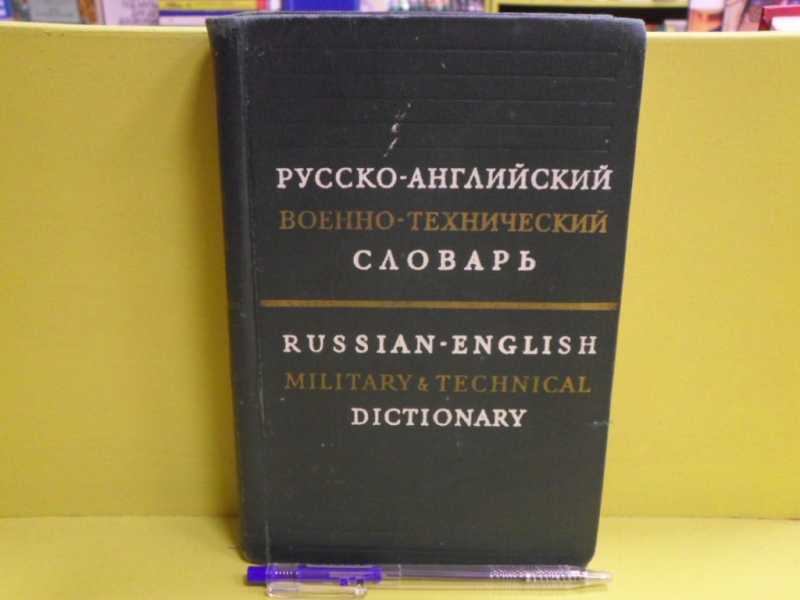 РУССКО-АНГЛИЙСКИЙ
ВОЕННО-ТЕХНИЧЕСКИЙ
СЛОВАРЬ
RUSSIAN-ENGLISH
MILITARY & TECHNICAL
DICTIONARY